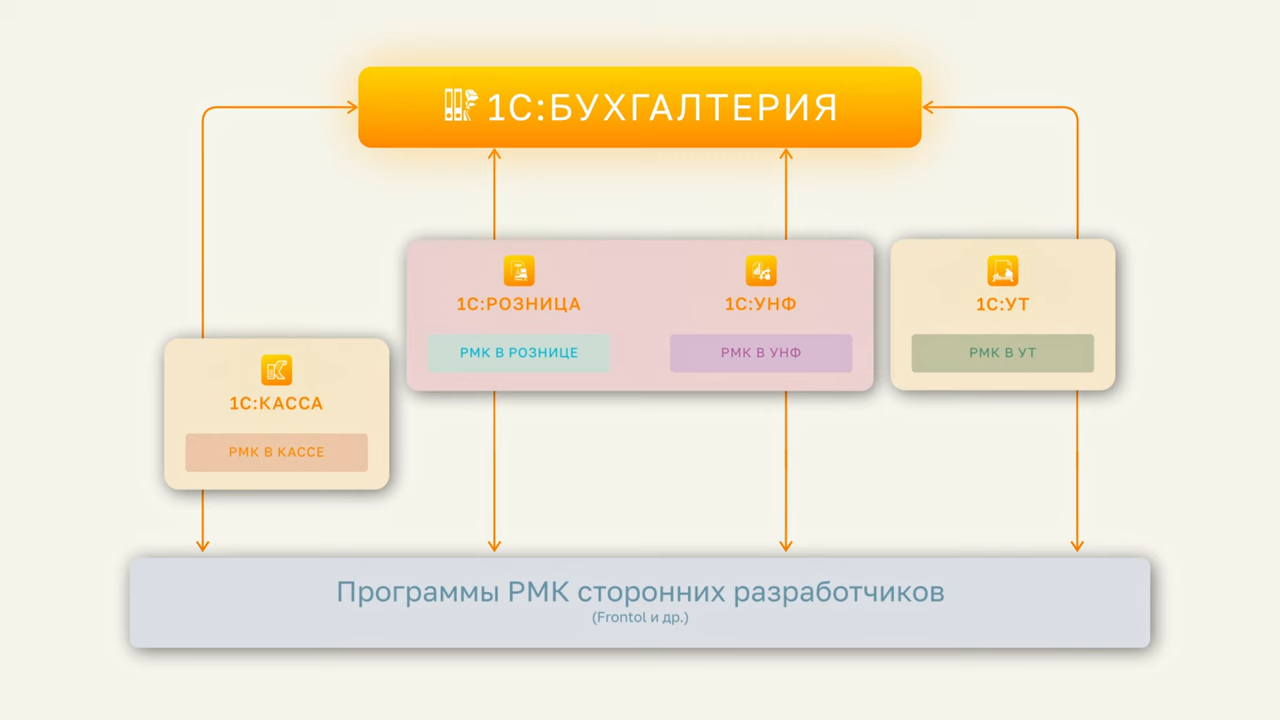 1С:БУХГАЛТЕРИЯ
1С:РОЗНИЦА
1С:УНФ
1С:УТ
РМК В РОЗНИЦЕ
РМК В УНФ
РМК В УТ
1С:КАССА
РМК В КАССЕ
Программы РМК сторонних разработчиков
(Frontol и др.)